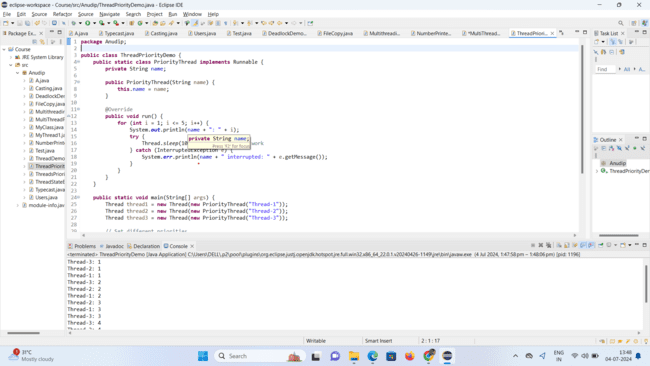 eclipse-workspace - Course/src/Anudip/ThreadPriorityDemo.java - Eclipse IDE
File Edit Source Refactor Source Navigate Search Project Run Window Help
Package Ex...
A.java Typecast.java Casting.java Users.java Test.java DeadlockDemo... FileCopy.java Multithreadi... NumberPrinte... *MultiThread... ThreadPriori...
Task List
Course
JRE System Library
src
Anudip
A.java
Casting.java
DeadlockDemo
FileCopy.java
Multithreading
MultiThread
MyClass.java
MyThread1.j
NumberPrinte
Test.java
ThreadDemo
ThreadPriorit
ThreadPriorit
ThreadStateE
Typecast.java
Users.java
module-info.java
1 package Anudip;
2
3 public class ThreadPriorityDemo {
4 public static class PriorityThread implements Runnable {
5 private String name;
6
7 public PriorityThread(String name) {
8 this.name = name;
9 }
10
11 @Override
12 public void run() {
13 for (int i = 1; i <= 5; i++) {
14 System.out.println(name + ": " + i);
15 try {
16 Thread.sleep(10 work
private String name;
Press 'F2' for focus
17 } catch (InterruptedException e) {
18 System.err.println(name + " interrupted: " + e.getMessage());
19 }
20 }
21 }
22 }
23
24 public static void main(String[] args) {
25 Thread thread1 = new Thread(new PriorityThread("Thread-1"));
26 Thread thread2 = new Thread(new PriorityThread("Thread-2"));
27 Thread thread3 = new Thread(new PriorityThread("Thread-3"));
28
// Set different priorities
Find All A...
Outline
Anudip
ThreadPriorityDemo
Problems Javadoc Declaration Console
<terminated> ThreadPriorityDemo [Java Application] C:\Users\DELL\.p2\pool\plugins\org.eclipse.justj.openjdk.hotspot.jre.full.win32.x86_64_22.0.1.v20240426-1149\jre\bin\javaw.exe (4 Jul 2024, 1:47:58 pm – 1:48:06 pm) [pid: 1196]
Thread-3: 1
Thread-2: 1
Thread-1: 1
Thread-3: 2
Thread-2: 2
Thread-1: 2
Thread-2: 3
Thread-1: 3
Thread-3: 3
Thread-3: 4
Writable Smart Insert 2 : 1 : 17
31°C
Mostly cloudy
Search
ENG
IN
13:48
04-07-2024